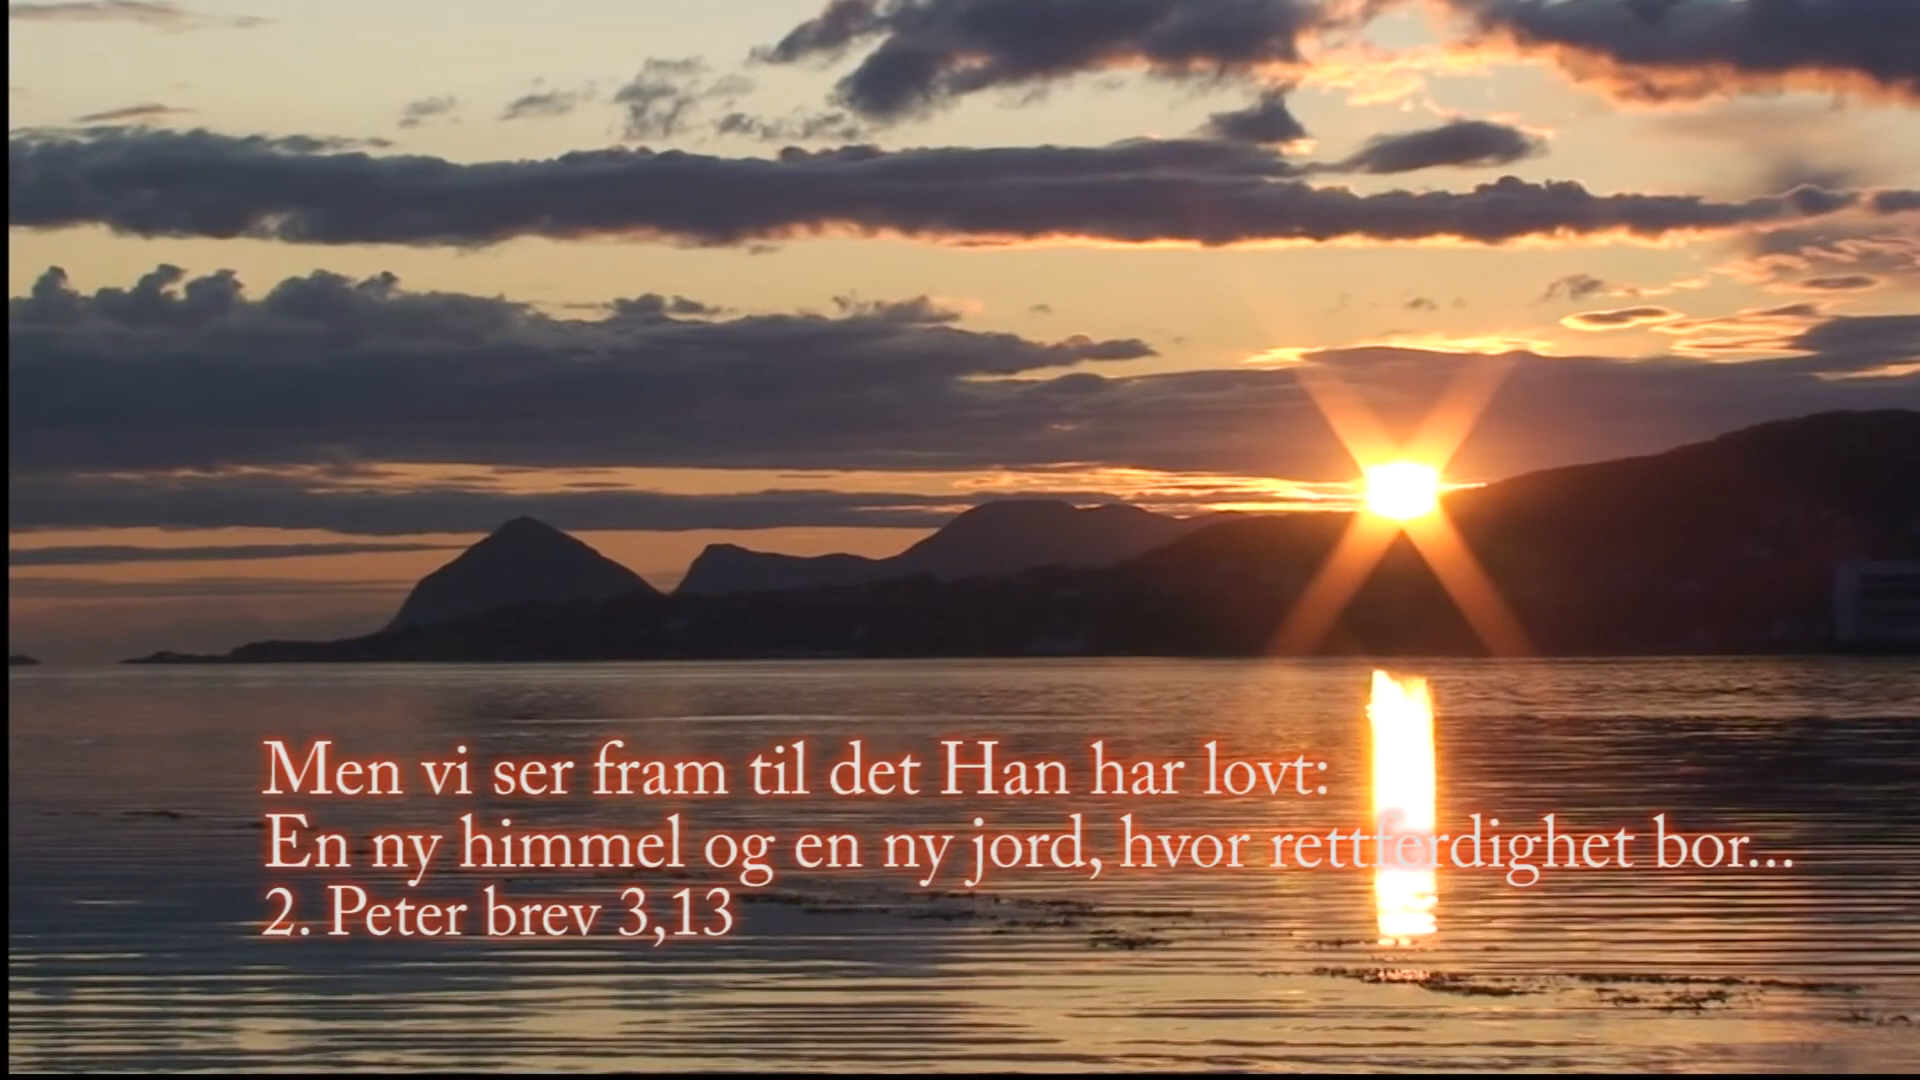 Men vi ser fram til det Han har lovt:
En ny himmel og en ny jord, hvor rettferdighet bor...
2. Peter brev 3,13